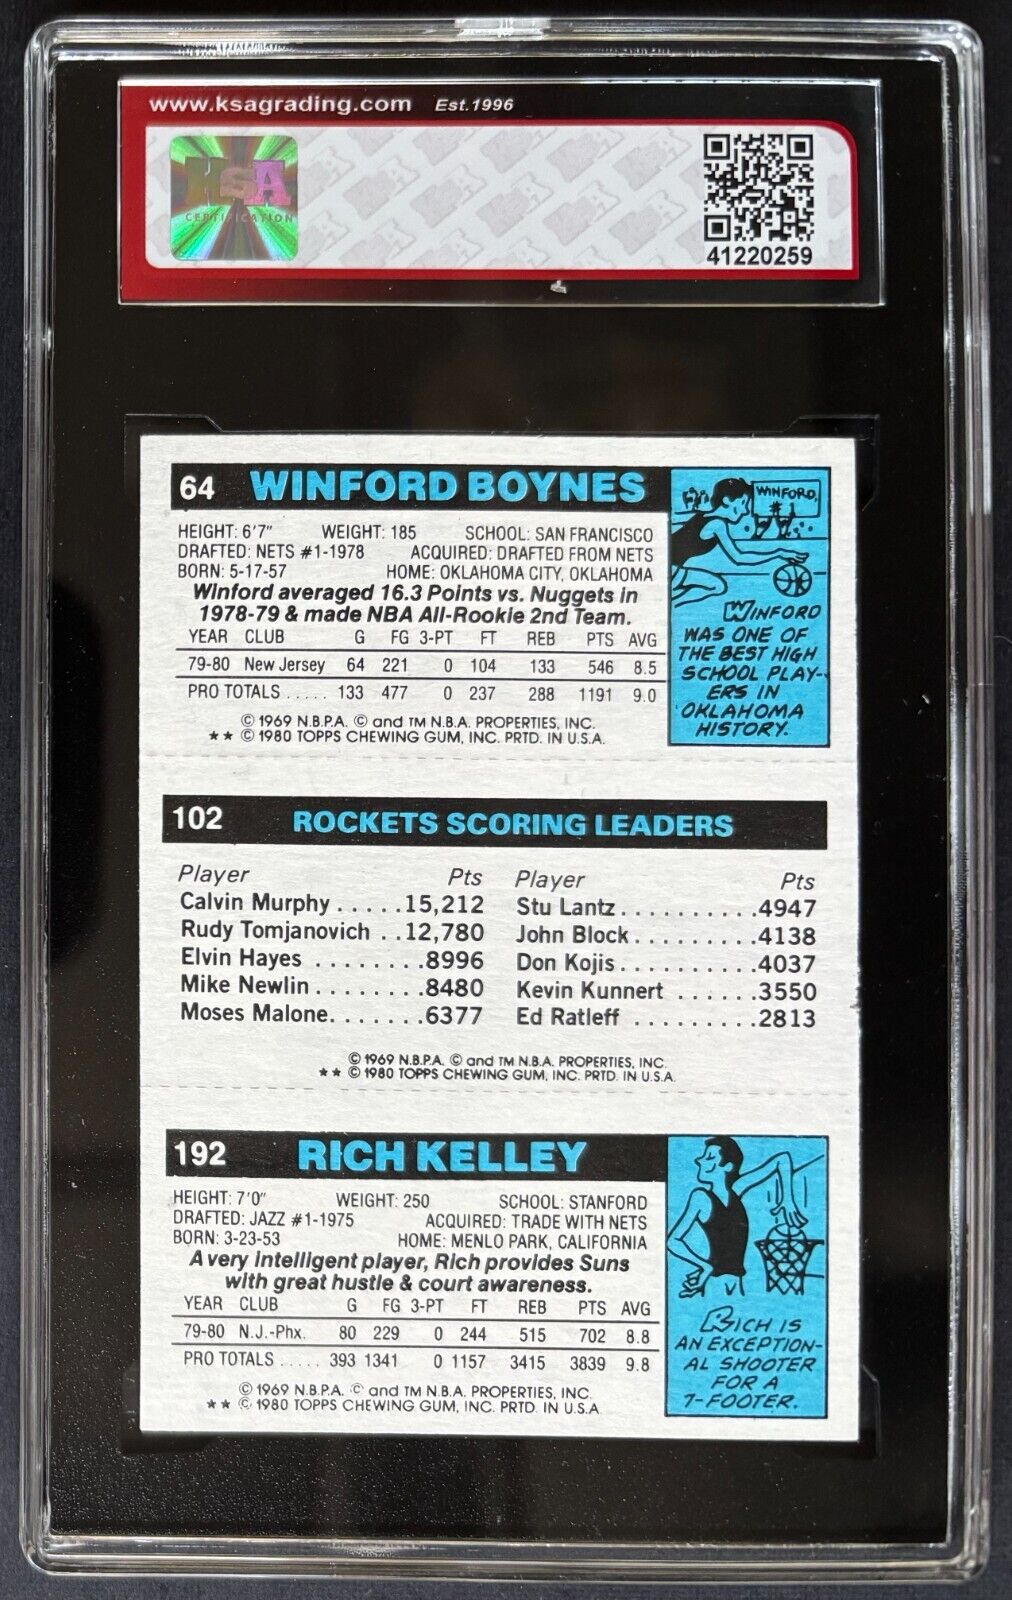 www.ksagrading.com Est.1996
KSA
CERTIFICATION
41220259
64 WINFORD BOYNES
HEIGHT: 6'7" WEIGHT: 185 SCHOOL: SAN FRANCISCO
DRAFTED: NETS #1-1978 ACQUIRED: DRAFTED FROM NETS
BORN: 5-17-57 HOME: OKLAHOMA CITY, OKLAHOMA
Winford averaged 16.3 Points vs. Nuggets in
1978-79 & made NBA All-Rookie 2nd Team.
YEAR CLUB G FG 3-PT FT REB PTS AVG
79-80 New Jersey 64 221 0 104 133 546 8.5
PRO TOTALS ..... 133 477 0 237 288 1191 9.0
© 1969 N.B.P.A. © and TM N.B.A. PROPERTIES, INC.
★★ © 1980 TOPPS CHEWING GUM, INC. PRTD. IN U.S.A.
WINFORD
#1
WINFORD
WAS ONE OF
THE BEST HIGH
SCHOOL PLAY-
ERS IN
OKLAHOMA
HISTORY.
102 ROCKETS SCORING LEADERS
Player Pts Player Pts
Calvin Murphy.....15,212 Stu Lantz..........4947
Rudy Tomjanovich ..12,780 John Block.........4138
Elvin Hayes ........8996 Don Kojis..........4037
Mike Newlin........8480 Kevin Kunnert ......3550
Moses Malone.......6377 Ed Ratleff .........2813
© 1969 N.B.P.A. © and TM N.B.A. PROPERTIES, INC.
★★ © 1980 TOPPS CHEWING GUM, INC. PRTD. IN U.S.A.
192 RICH KELLEY
HEIGHT: 7'0" WEIGHT: 250 SCHOOL: STANFORD
DRAFTED: JAZZ #1-1975 ACQUIRED: TRADE WITH NETS
BORN: 3-23-53 HOME: MENLO PARK, CALIFORNIA
A very intelligent player, Rich provides Suns
with great hustle & court awareness.
YEAR CLUB G FG 3-PT FT REB PTS AVG
79-80 N.J.-Phx. 80 229 0 244 515 702 8.8
PRO TOTALS ..... 393 1341 0 1157 3415 3839 9.8
© 1969 N.B.P.A. © and TM N.B.A. PROPERTIES, INC.
★★ © 1980 TOPPS CHEWING GUM, INC. PRTD. IN U.S.A.
RICH IS
AN EXCEPTION-
AL SHOOTER
FOR A
7-FOOTER.